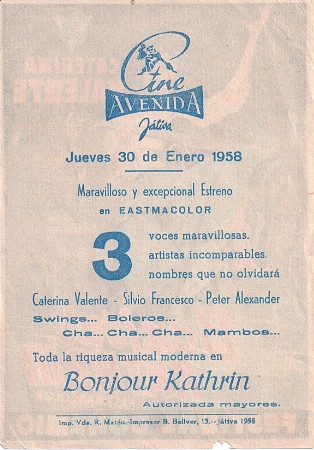 Cine
AVENIDA
Játiva
Jueves 30 de Enero 1958
Maravilloso y excepcional Estreno
en EASTMACOLOR
3
voces maravillosas.
artistas incomparables.
nombres que no olvidará
Caterina Valente - Silvio Francesco - Peter Alexander
Swings... Boleros...
Cha... Cha... Cha... Mambos...
Toda la riqueza musical moderna en
Bonjour Kathrin
Autorizada mayores.
Imp. Vda. R. Matéu.-Impresor B. Bellver, 13.--Játiva 1958